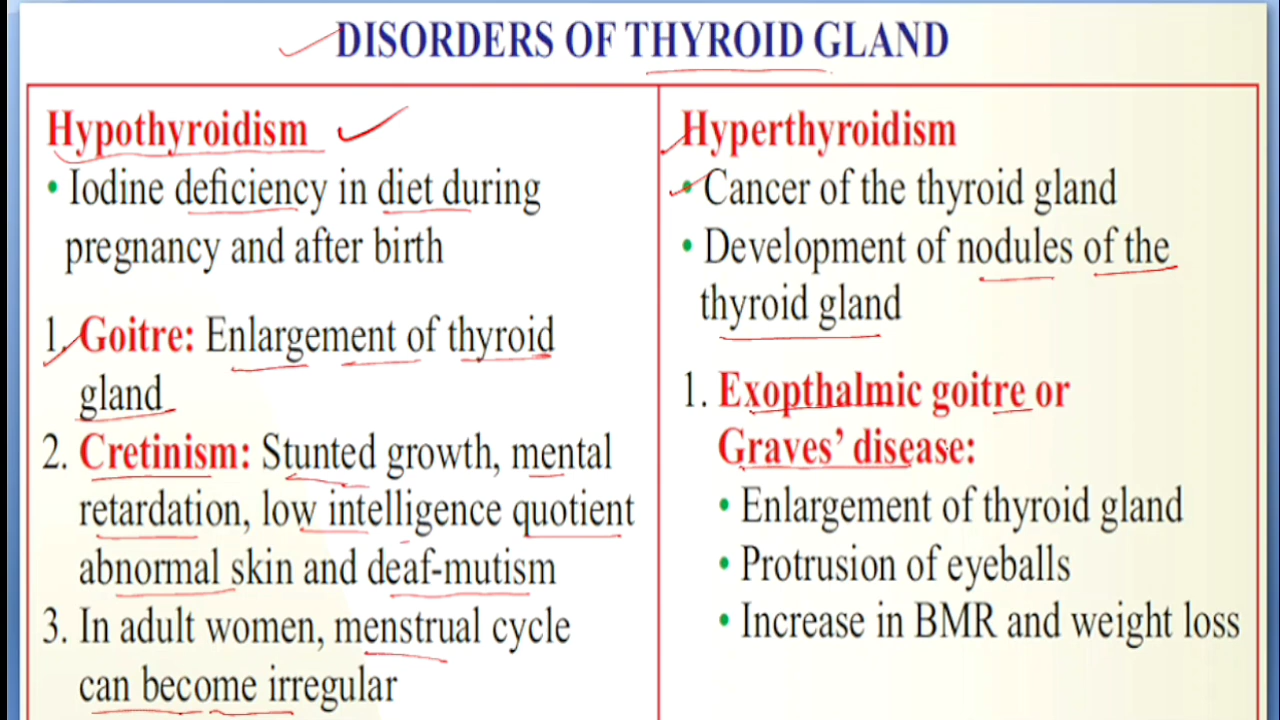 DISORDERS OF THYROID GLAND
Hypothyroidism
• Iodine deficiency in diet during
pregnancy and after birth
1. Goitre: Enlargement of thyroid
gland
2. Cretinism: Stunted growth, mental
retardation, low intelligence quotient
abnormal skin and deaf-mutism
3. In adult women, menstrual cycle
can become irregular
Hyperthyroidism
• Cancer of the thyroid gland
• Development of nodules of the
thyroid gland
1. Exopthalmic goitre or
Graves’ disease:
• Enlargement of thyroid gland
• Protrusion of eyeballs
• Increase in BMR and weight loss